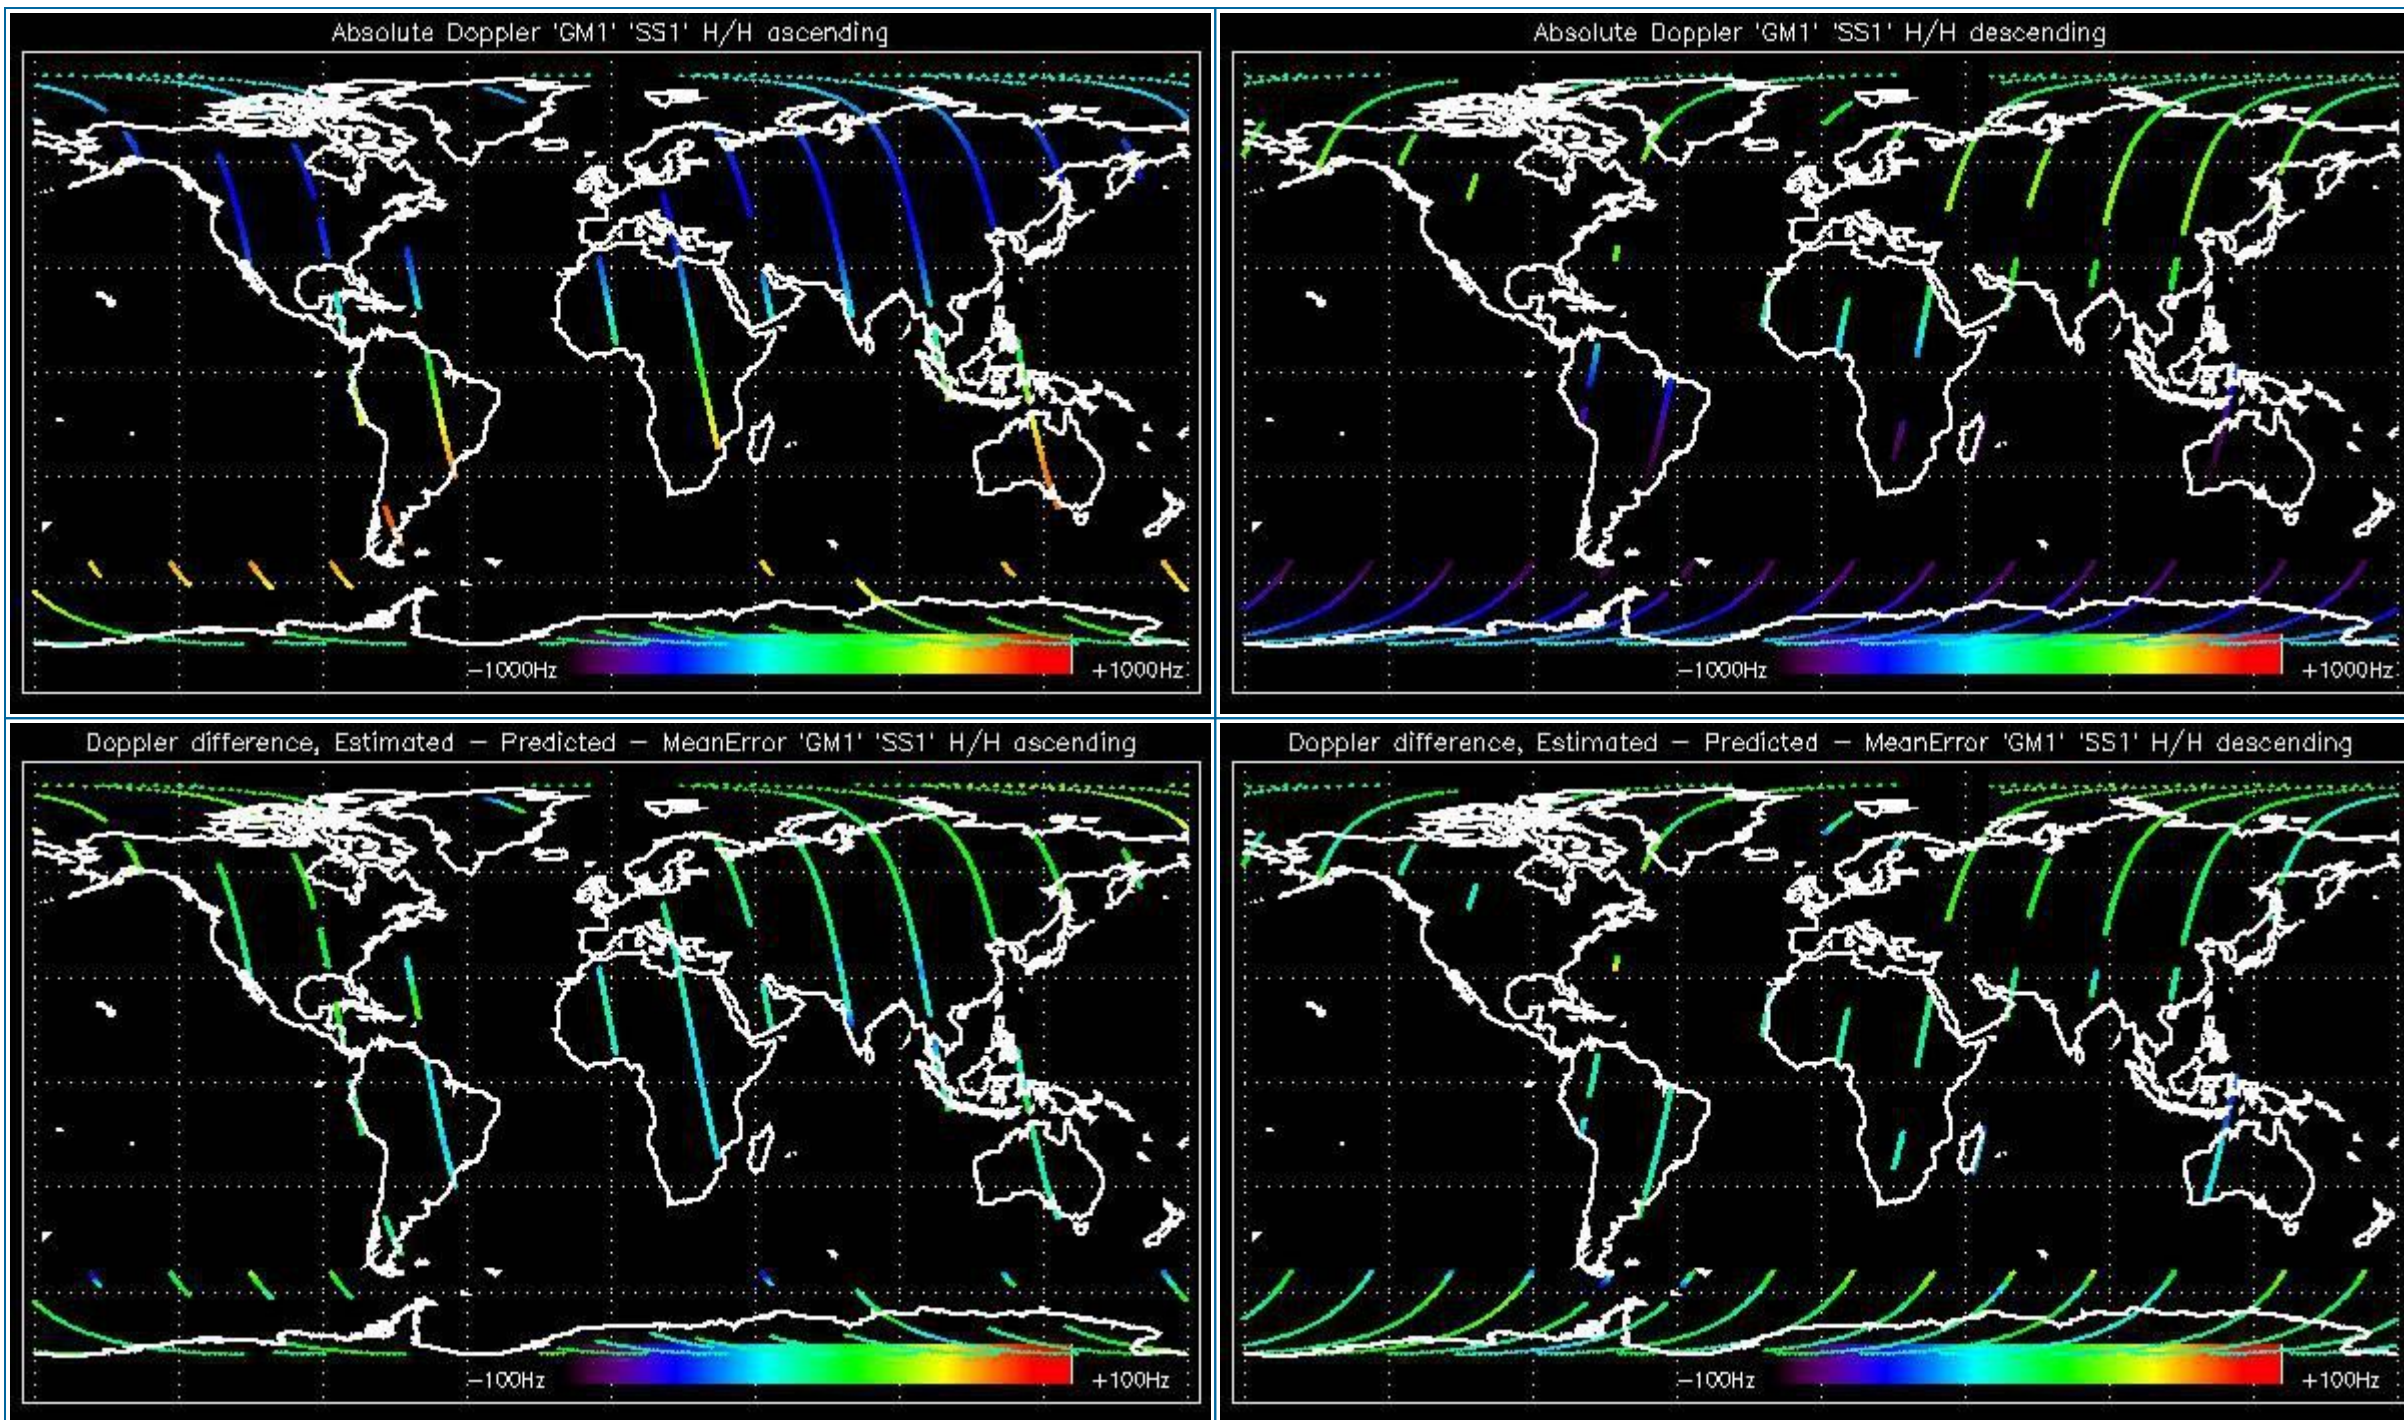 Absolute Doppler 'GM1' 'SS1' H/H ascending
-1000Hz +1000Hz
Absolute Doppler 'GM1' 'SS1' H/H descending
-1000Hz +1000Hz
Doppler difference, Estimated - Predicted - MeanError 'GM1' 'SS1' H/H ascending
-100Hz +100Hz
Doppler difference, Estimated - Predicted - MeanError 'GM1' 'SS1' H/H descending
-100Hz +100Hz